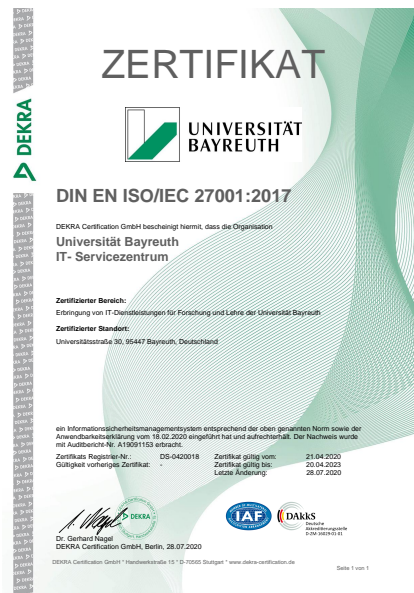 ZERTIFIKAT
DEKRA
UNIVERSITÄT
BAYREUTH
DIN EN ISO/IEC 27001:2017
DEKRA Certification GmbH bescheinigt hiermit, dass die Organisation
Universität Bayreuth
IT- Servicezentrum
Zertifizierter Bereich:
Erbringung von IT-Dienstleistungen für Forschung und Lehre der Universität Bayreuth
Zertifizierter Standort:
Universitätsstraße 30, 95447 Bayreuth, Deutschland
ein Informationssicherheitsmanagementsystem entsprechend der oben genannten Norm sowie der
Anwendbarkeitserklärung vom 18.02.2020 eingeführt hat und aufrechterhält. Der Nachweis wurde
mit Auditbericht-Nr. A19091153 erbracht.
Zertifikats Registrier-Nr.: DS-0420018 Zertifikat gültig vom: 21.04.2020
Gültigkeit vorheriges Zertifikat: - Zertifikat gültig bis: 20.04.2023
Letzte Änderung: 28.07.2020
DEKRA
IAF
DAkkS
Deutsche
Akkreditierungsstelle
D-ZM-16029-01-01
Dr. Gerhard Nagel
DEKRA Certification GmbH, Berlin, 28.07.2020
DEKRA Certification GmbH * Handwerkstraße 15 * D-70565 Stuttgart * www.dekra-certification.de
Seite 1 von 1